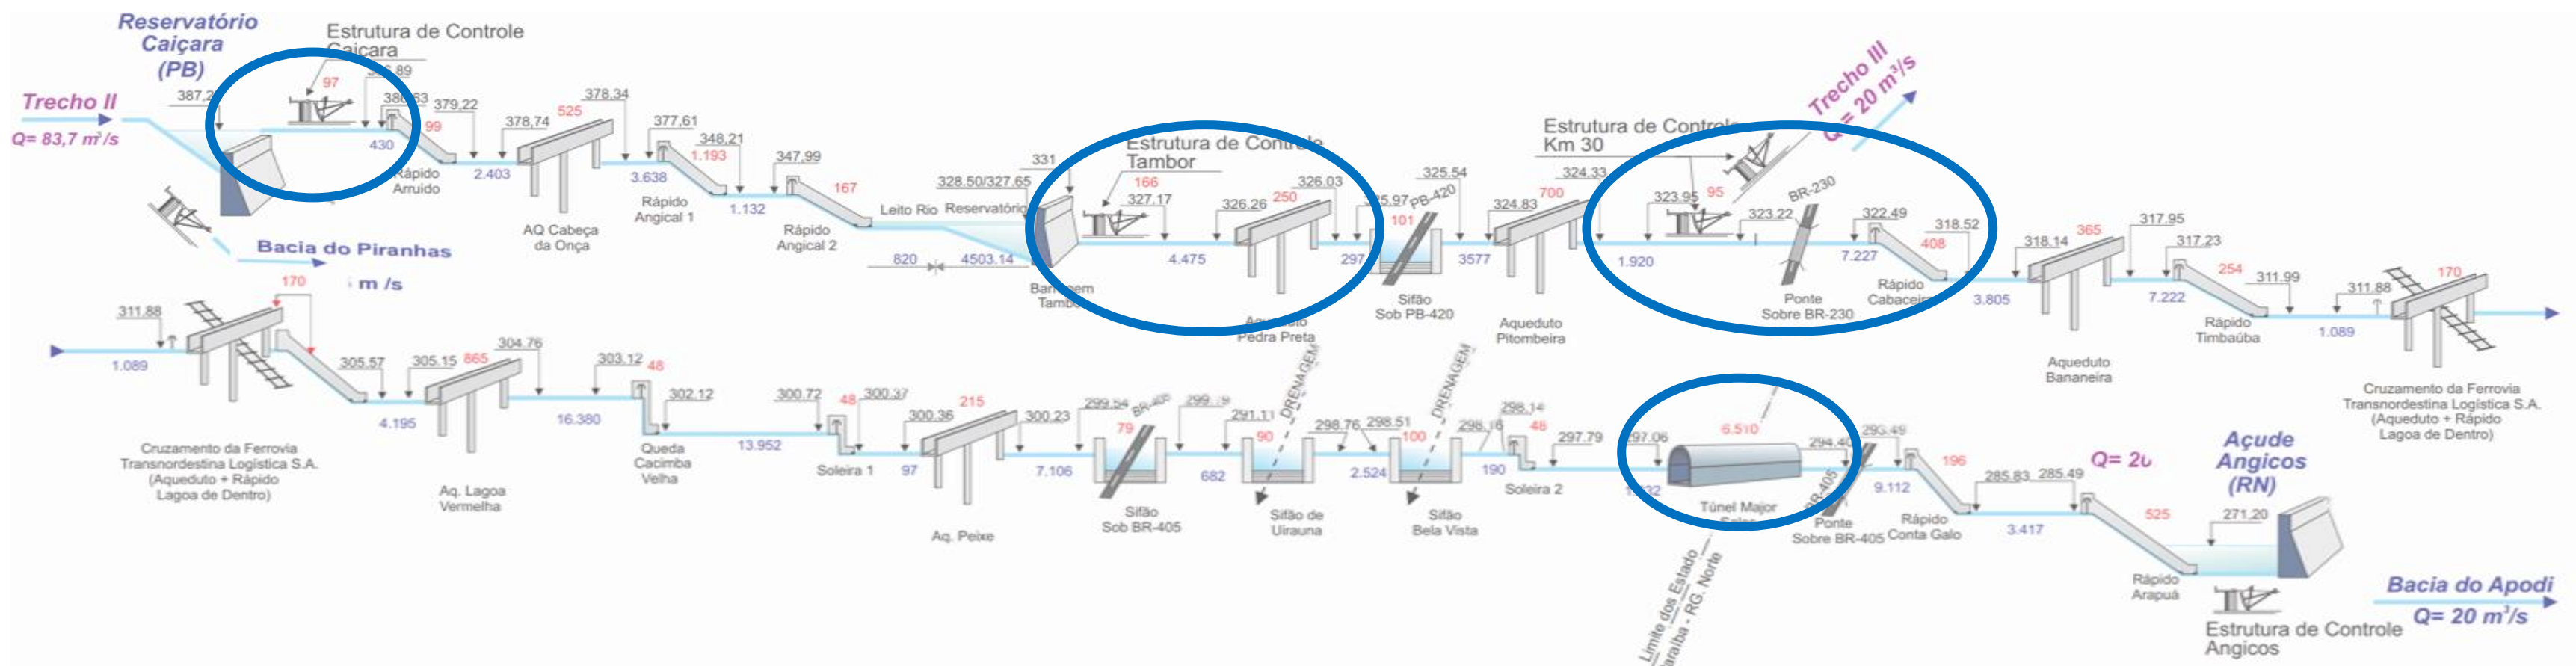 Reservatório
Caiçara
(PB)
Estrutura de Controle
Caiçara
Trecho II
Q= 83,7 m³/s
97
99
430
Rápido
Arruido
379,22
2.403
378,74
525
378,34
AQ Cabeça
da Onça
377,61
3.638
348,21
1.193
Rápido
Angical 1
1.132
347,99
167
Rápido
Angical 2
Leito Rio
Reservatório
328.50/327.65
331
820
4503.14
Estrutura de Controle
Tambor
166
327.17
4.475
326.26
250
326.03
Pedra Preta
297
PB-420
101
325.54
Sifão
Sob PB-420
3577
324.83
700
324.33
Aqueduto
Pitombeira
Estrutura de Controle
Km 30
Trecho III
Q= 20 m³/s
323.95
95
1.920
323.22
BR-230
Ponte
Sobre BR-230
322.49
7.227
318.52
408
Rápido
3.805
318.14
365
317.95
Aqueduto
Bananeira
317.23
7.222
254
311.99
Rápido
Timbaúba
1.089
311.88
170
Cruzamento da Ferrovia
Transnordestina Logística S.A.
(Aqueduto + Rápido
Lagoa de Dentro)
Bacia do Piranhas
m /s
311.88
1.089
170
Cruzamento da Ferrovia
Transnordestina Logística S.A.
(Aqueduto + Rápido
Lagoa de Dentro)
305.57
4.195
305.15
865
304.76
Aq. Lagoa
Vermelha
16.380
303.12
48
302.12
Queda
Cacimba
Velha
13.952
300.72
48
300.37
Soleira 1
97
300.36
215
300.23
Aq. Peixe
7.106
299.54
79
Sifão
Sob BR-405
682
90
DRENAGEM
Sifão de
Uirauna
298.76
298.51
2.524
100
DRENAGEM
Sifão
Bela Vista
190
48
Soleira 2
297.79
6.510
Túnel Major
Limite dos Estado
BR-405
Ponte
Sobre BR-405
9.112
196
Rápido
Conta Galo
285.83
285.49
3.417
525
Rápido
Arapuá
Açude
Angicos
(RN)
271,20
Estrutura de Controle
Angicos
Bacia do Apodi
Q= 20 m³/s